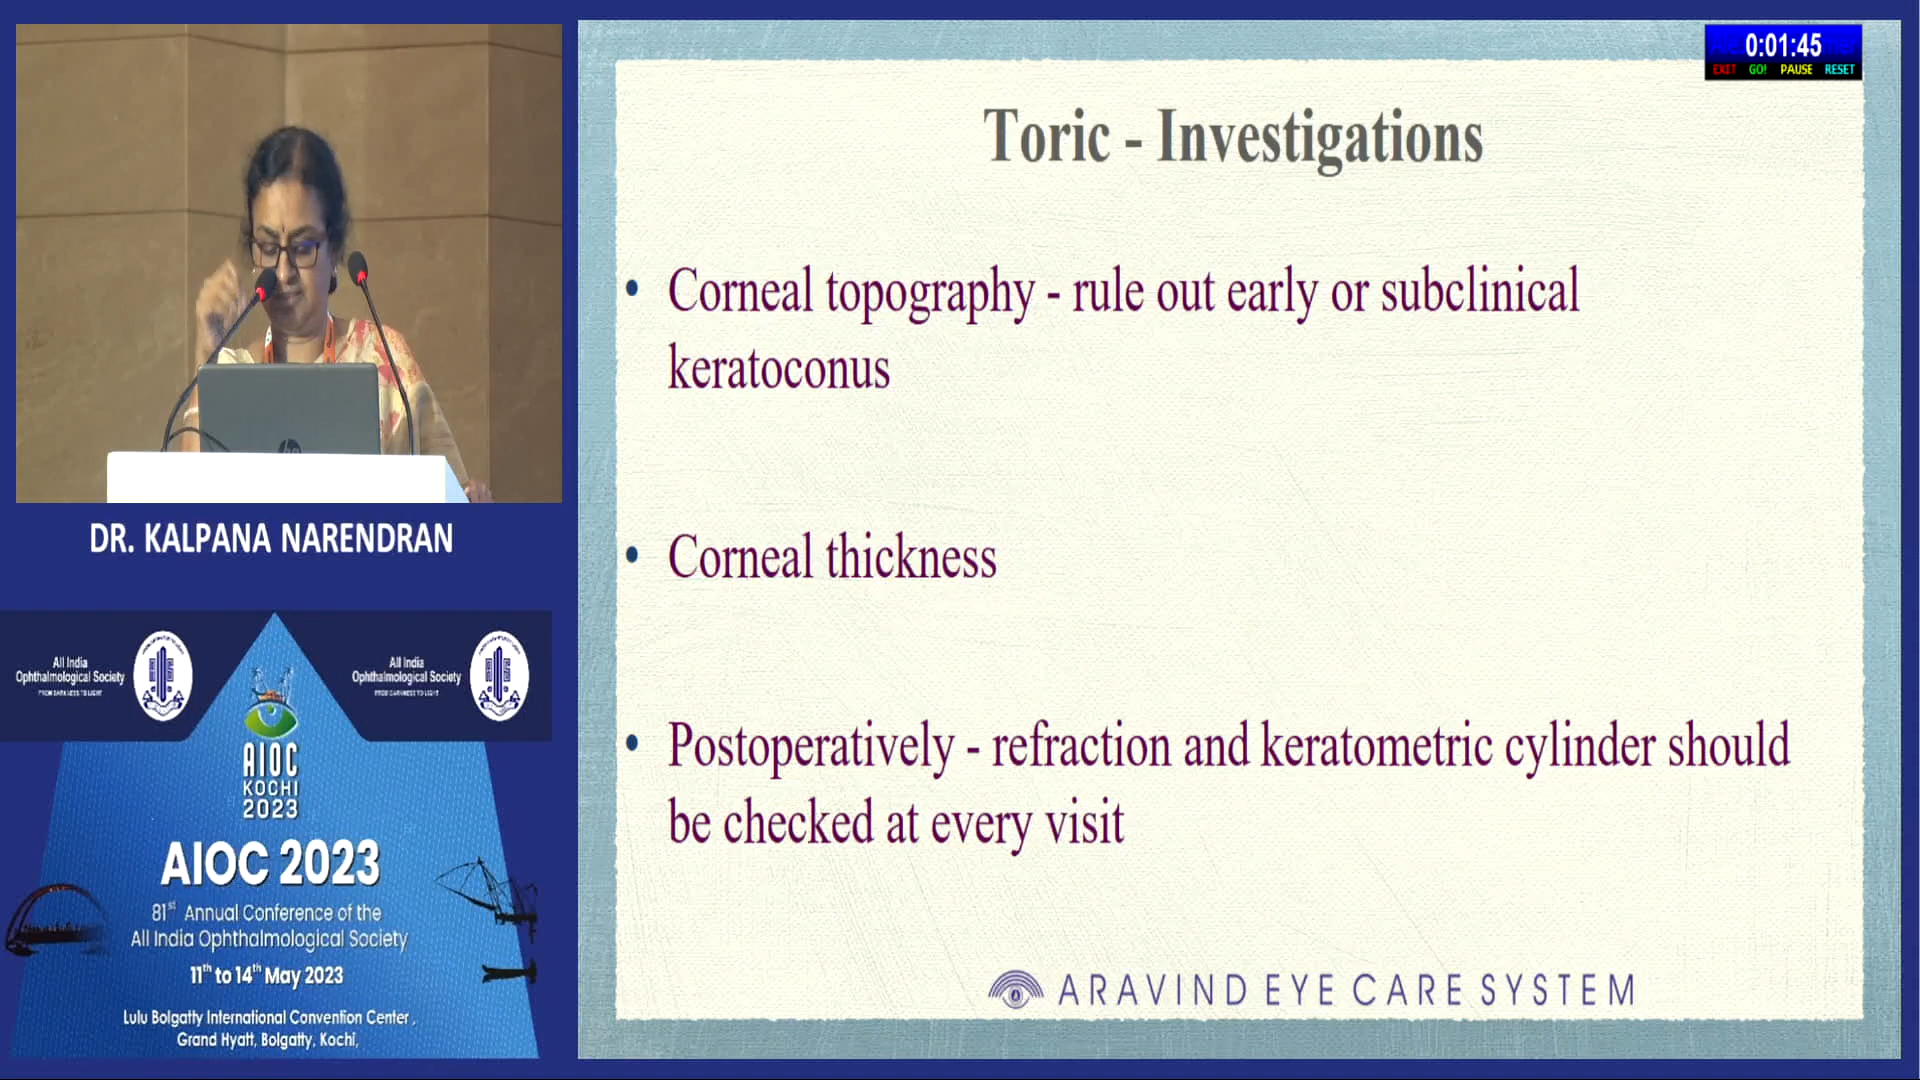 0:01:45
EXIT GO! PAUSE RESET
Toric - Investigations
• Corneal topography - rule out early or subclinical
keratoconus
• Corneal thickness
• Postoperatively - refraction and keratometric cylinder should
be checked at every visit
ARAVIND EYE CARE SYSTEM
DR. KALPANA NARENDRAN
All India
Ophthalmological Society
FROM DARKNESS TO LIGHT
All India
Ophthalmological Society
FROM DARKNESS TO LIGHT
AIOC
KOCHI
2023
AIOC 2023
81st Annual Conference of the
All India Ophthalmological Society
11th to 14th May 2023
Lulu Bolgatty International Convention Center,
Grand Hyatt, Bolgatty, Kochi,